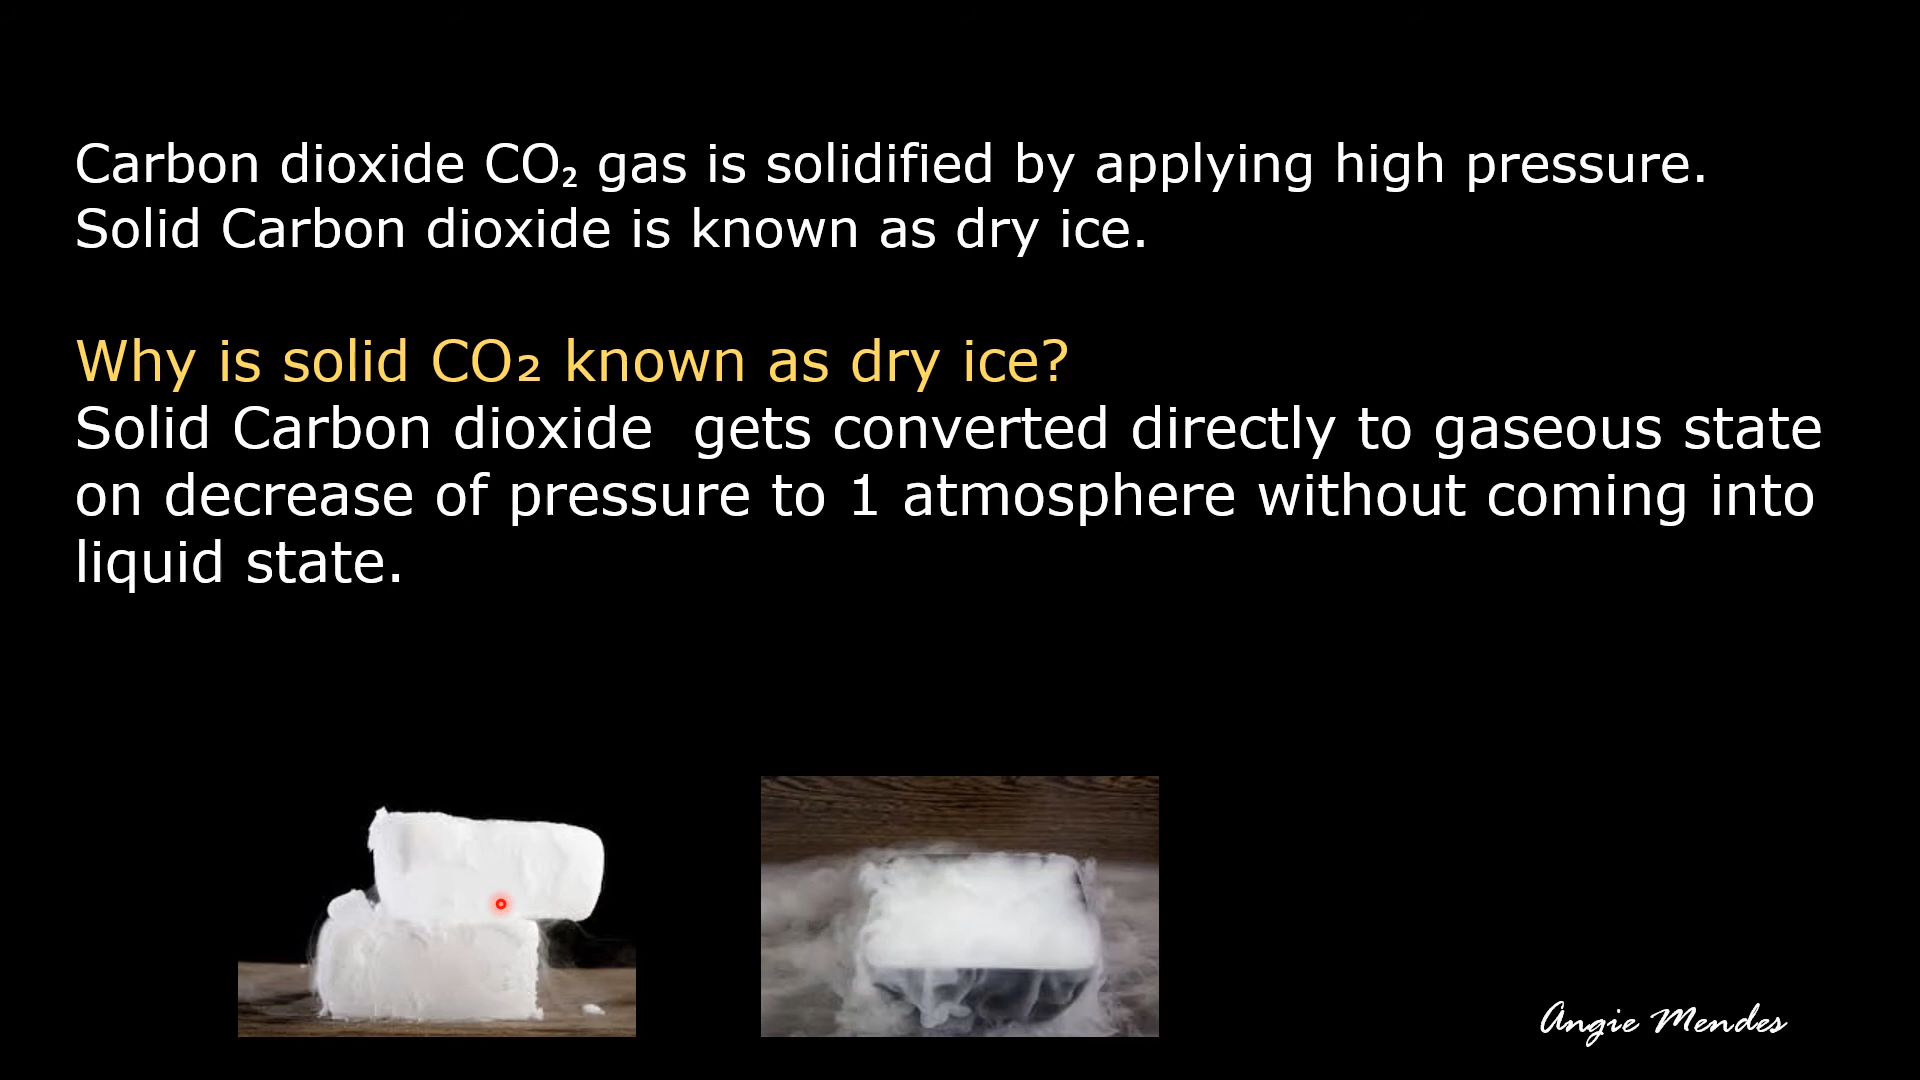 Carbon dioxide CO₂ gas is solidified by applying high pressure.
Solid Carbon dioxide is known as dry ice.
Why is solid CO₂ known as dry ice?
Solid Carbon dioxide  gets converted directly to gaseous state
on decrease of pressure to 1 atmosphere without coming into
liquid state.
Angie Mendes